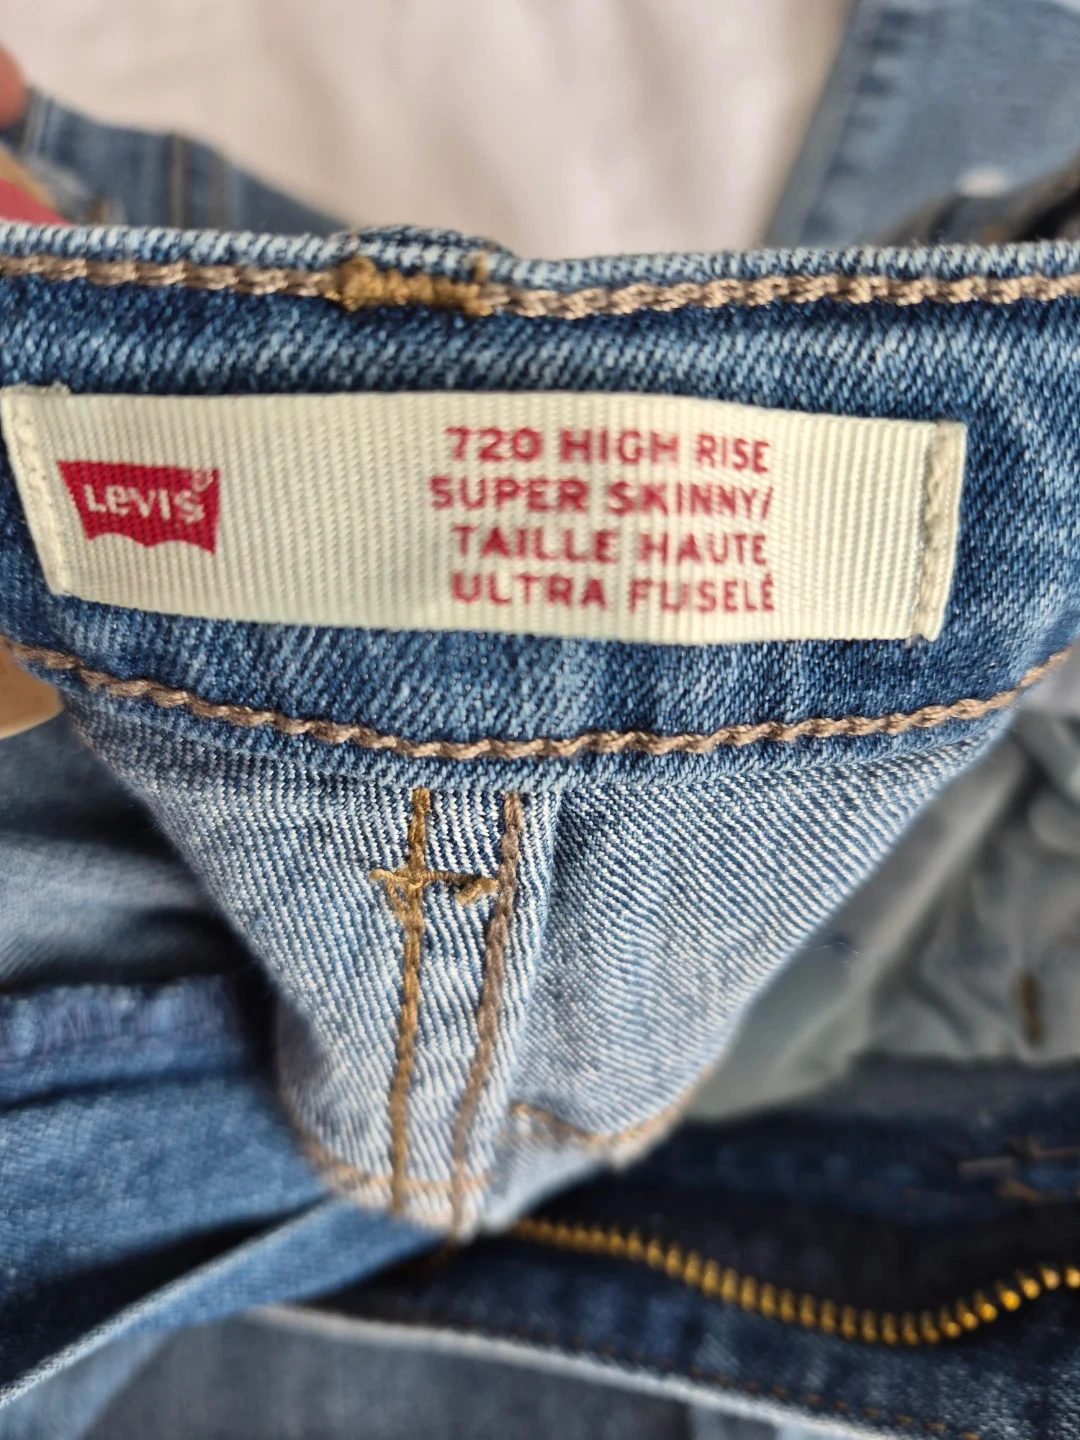 LEVI'S
720 HIGH RISE
SUPER SKINNY/
TAILLE HAUTE
ULTRA FUSELÉ